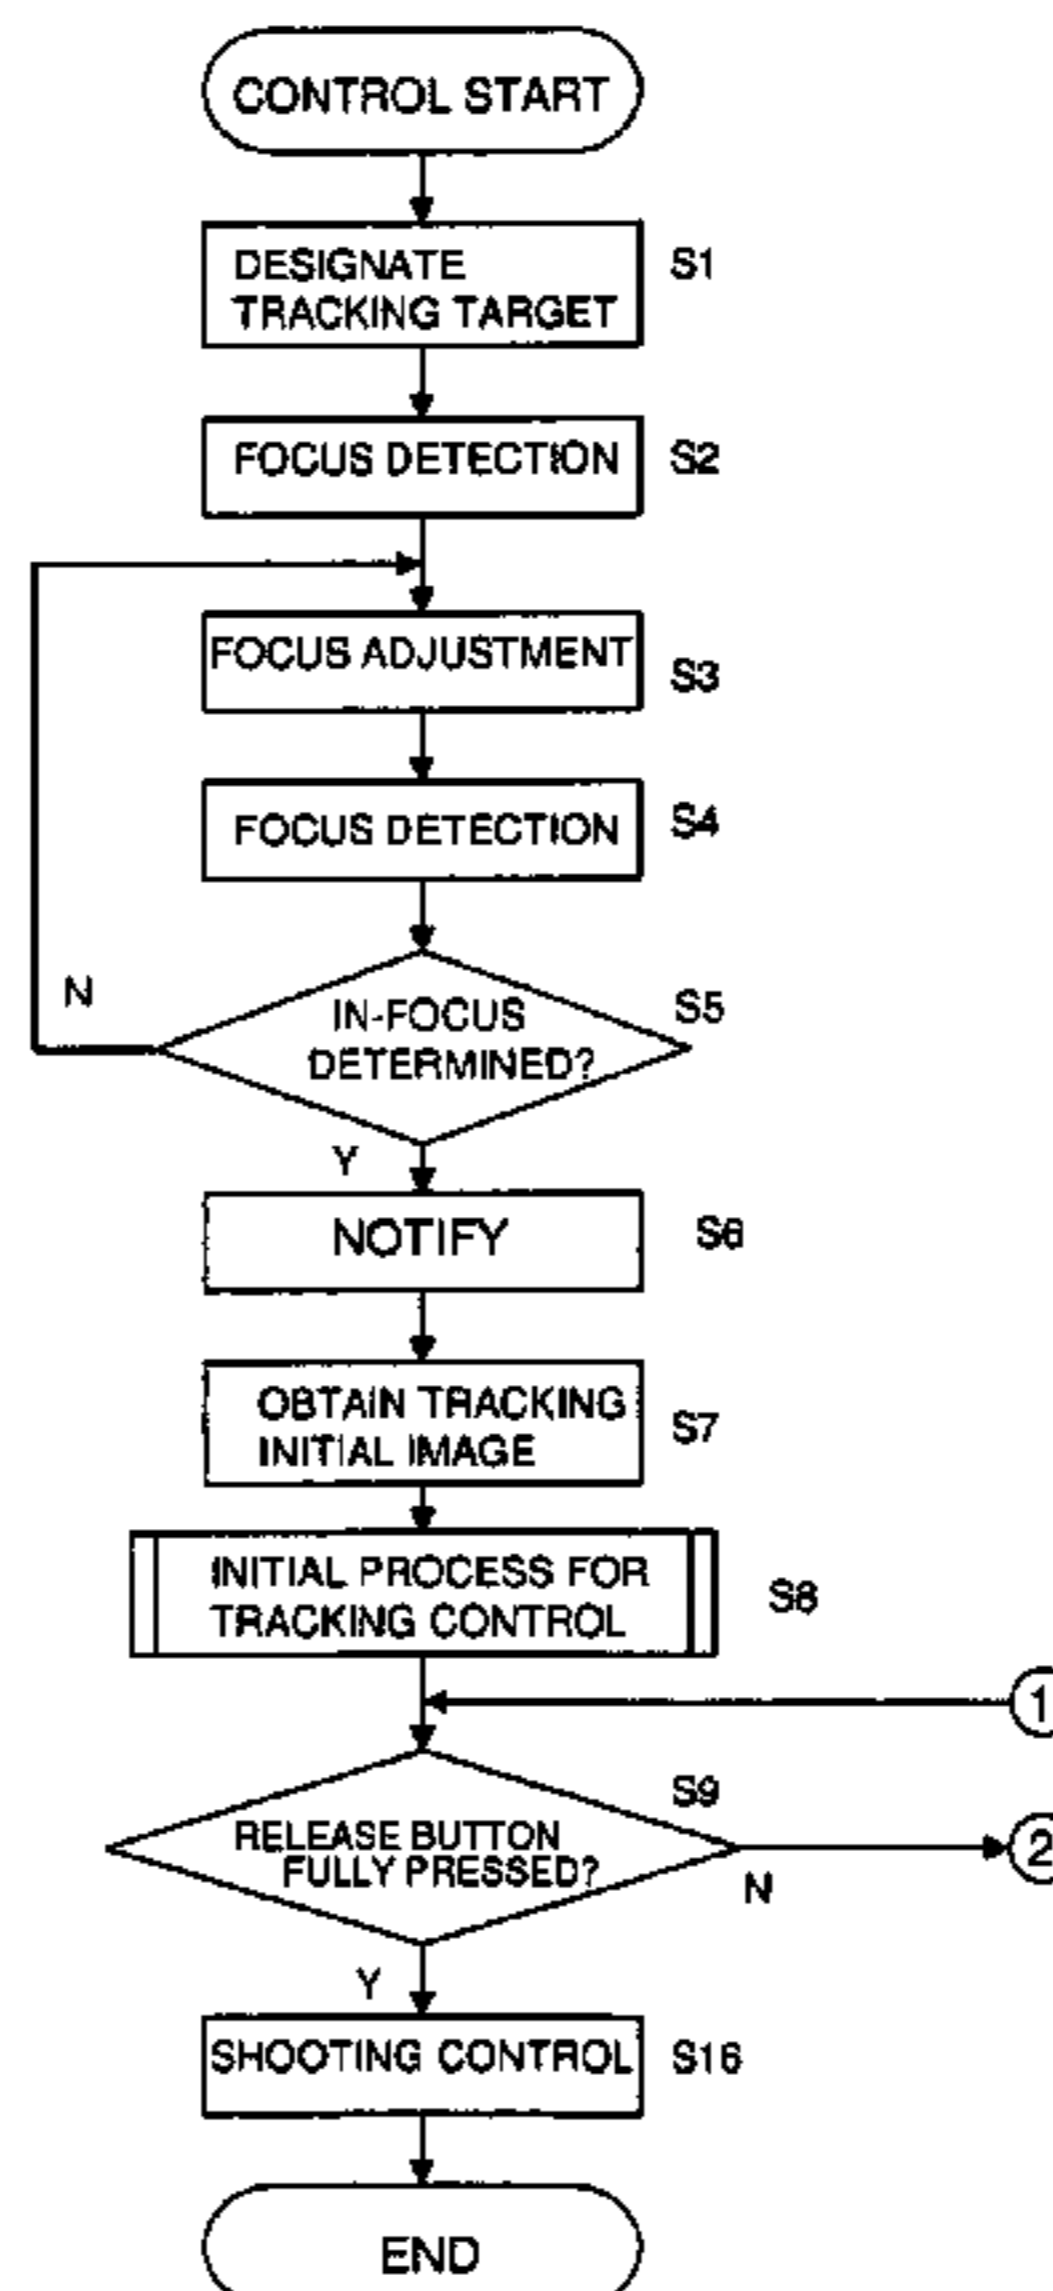 CONTROL START
DESIGNATE
TRACKING TARGET
S1
FOCUS DETECTION
S2
FOCUS ADJUSTMENT
S3
FOCUS DETECTION
S4
N
IN-FOCUS
DETERMINED?
S5
Y
NOTIFY
S6
OBTAIN TRACKING
INITIAL IMAGE
S7
INITIAL PROCESS FOR
TRACKING CONTROL
S8
1
S9
RELEASE BUTTON
FULLY PRESSED?
2
N
Y
SHOOTING CONTROL
S16
END